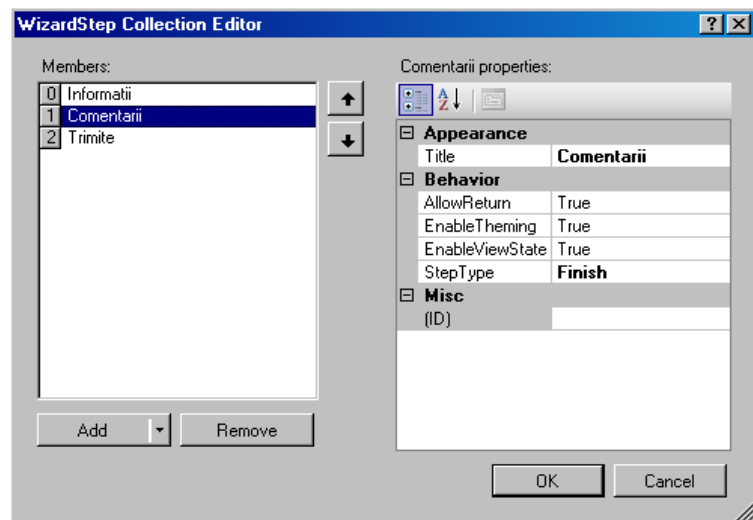 WizardStep Collection Editor
Members:
0 Informatii
1 Comentarii
2 Trimite
Add
Remove
Comentarii properties:
Appearance
Title Comentarii
Behavior
AllowReturn True
EnableTheming True
EnableViewState True
StepType Finish
Misc
(ID)
OK
Cancel